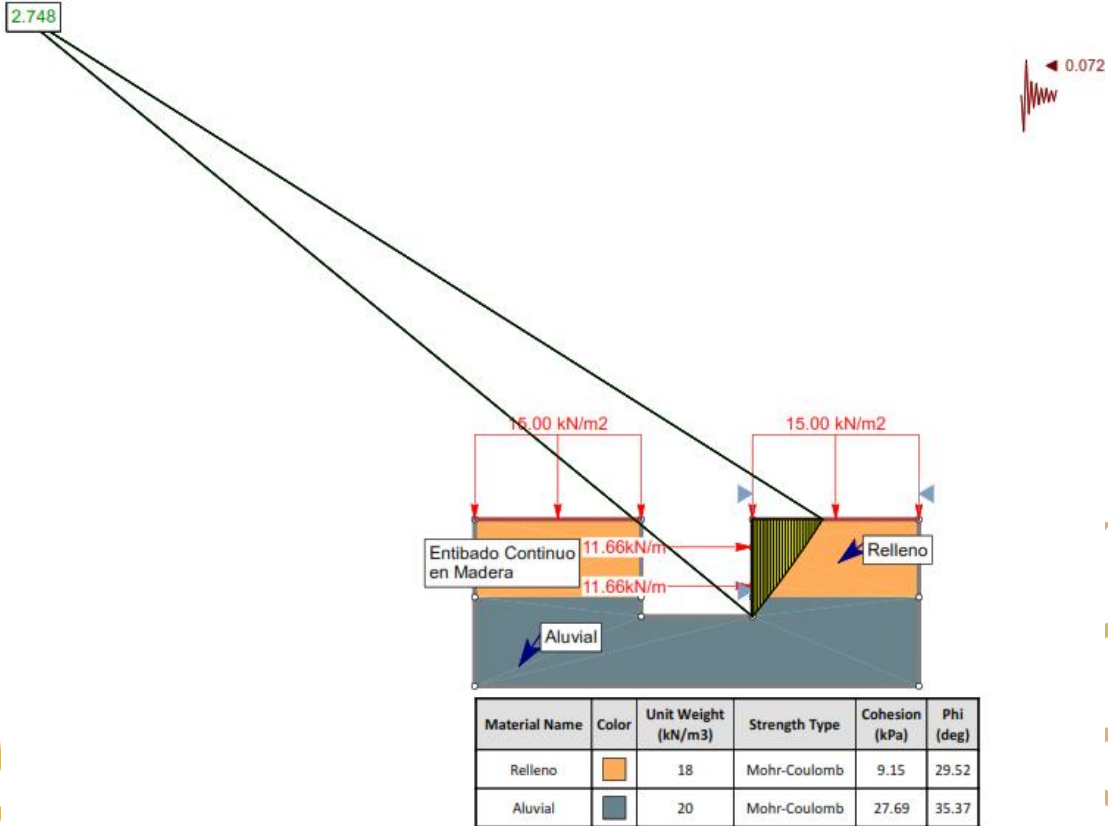 2.748
0.072
15.00 kN/m2
15.00 kN/m2
11.66kN/m
11.66kN/m
Entibado Continuo
en Madera
Relleno
Aluvial
Material Name Color Unit Weight (kN/m3) Strength Type Cohesion (kPa) Phi (deg)
Relleno 18 Mohr-Coulomb 9.15 29.52
Aluvial 20 Mohr-Coulomb 27.69 35.37